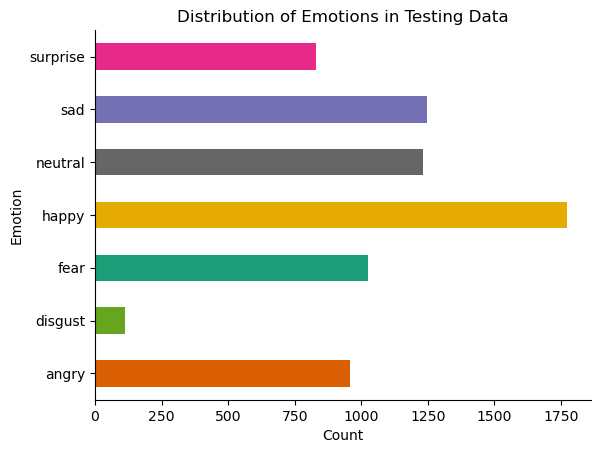 Distribution of Emotions in Testing Data
surprise
sad
neutral
happy
fear
disgust
angry
Emotion
0 250 500 750 1000 1250 1500 1750
Count